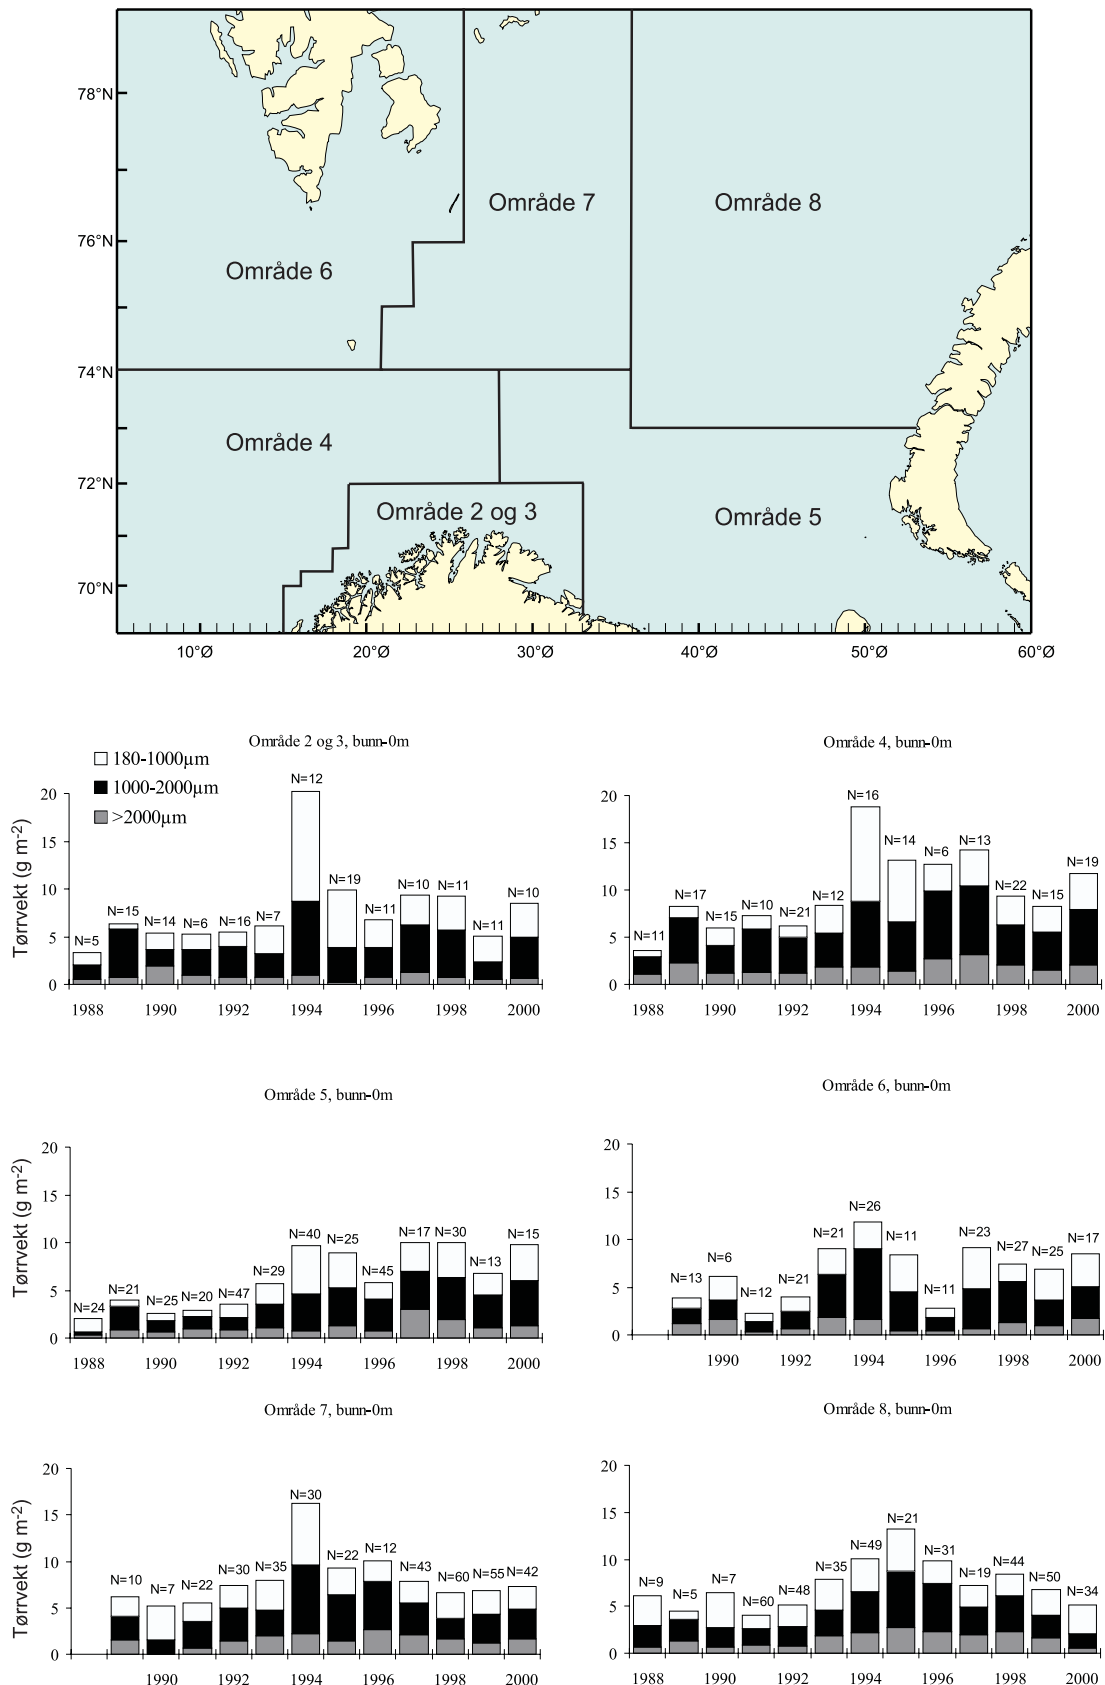 78°N
76°N
74°N
72°N
70°N
Område 7
Område 8
Område 6
Område 4
Område 2 og 3
Område 5
10°Ø
20°Ø
30°Ø
40°Ø
50°Ø
60°Ø
Område 2 og 3, bunn-0m
180-1000µm
1000-2000µm
>2000µm
Tørrvekt (g m-2)
20
15
10
5
0
N=5
N=15
N=14
N=6
N=16
N=7
N=12
N=19
N=11
N=10
N=11
N=11
N=10
1988
1990
1992
1994
1996
1998
2000
Område 4, bunn-0m
20
15
10
5
0
N=11
N=17
N=15
N=10
N=21
N=12
N=16
N=14
N=6
N=13
N=22
N=15
N=19
1988
1990
1992
1994
1996
1998
2000
Område 5, bunn-0m
Tørrvekt (g m-2)
20
15
10
5
0
N=24
N=21
N=25
N=20
N=47
N=29
N=40
N=25
N=45
N=17
N=30
N=13
N=15
1988
1990
1992
1994
1996
1998
2000
Område 6, bunn-0m
20
15
10
5
0
N=13
N=6
N=12
N=21
N=21
N=26
N=11
N=11
N=23
N=27
N=25
N=17
1990
1992
1994
1996
1998
2000
Område 7, bunn-0m
Tørrvekt (g m-2)
20
15
10
5
0
N=10
N=7
N=22
N=30
N=35
N=30
N=22
N=12
N=43
N=60
N=55
N=42
1990
1992
1994
1996
1998
2000
Område 8, bunn-0m
20
15
10
5
0
N=9
N=5
N=7
N=60
N=48
N=35
N=49
N=21
N=31
N=19
N=44
N=50
N=34
1988
1990
1992
1994
1996
1998
2000